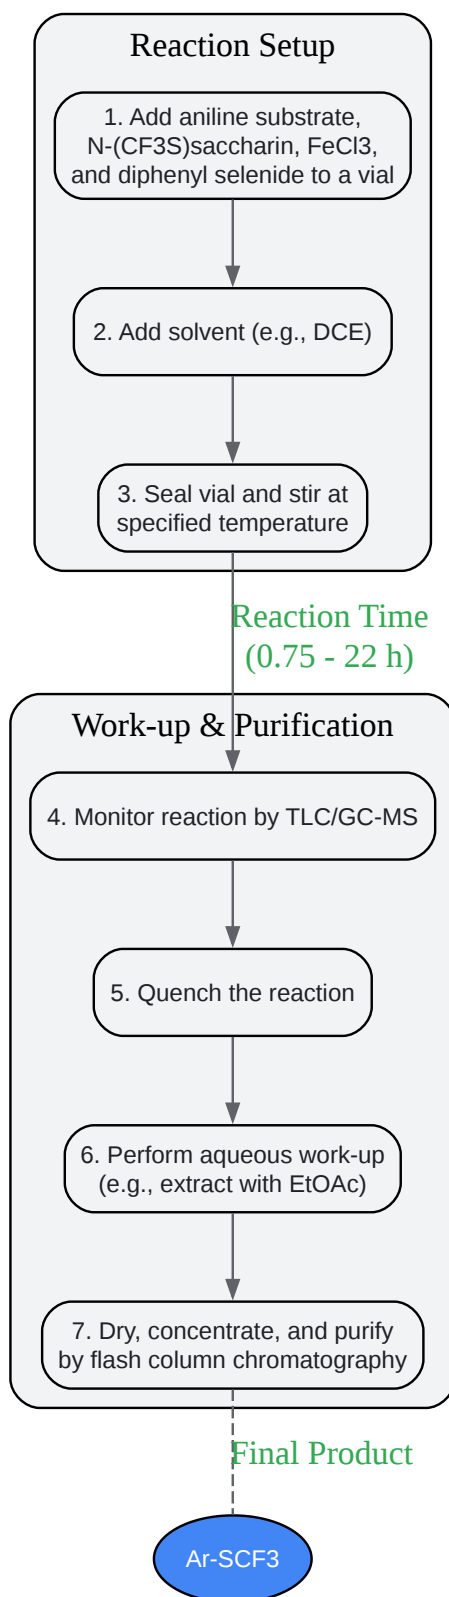 Reaction Setup
1. Add aniline substrate,
N-(CF3S)saccharin, FeCl3,
and diphenyl selenide to a vial
2. Add solvent (e.g., DCE)
3. Seal vial and stir at
specified temperature
Reaction Time
(0.75 - 22 h)
Work-up & Purification
4. Monitor reaction by TLC/GC-MS
5. Quench the reaction
6. Perform aqueous work-up
(e.g., extract with EtOAc)
7. Dry, concentrate, and purify
by flash column chromatography
Final Product
Ar-SCF3